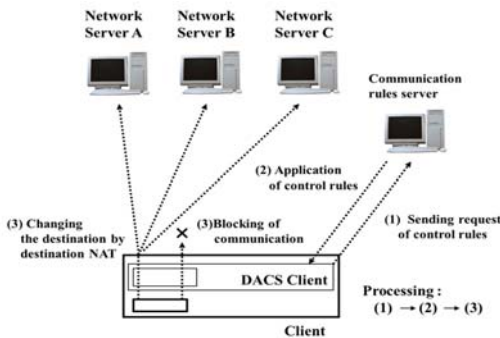 Network
Server A
Network
Server B
Network
Server C
Communication
rules server
(2) Application
of control rules
(1) Sending request
of control rules
(3) Changing
the destination by
destination NAT
(3)Blocking of
communication
DACS Client
Client
Processing :
(1) →(2) → (3)